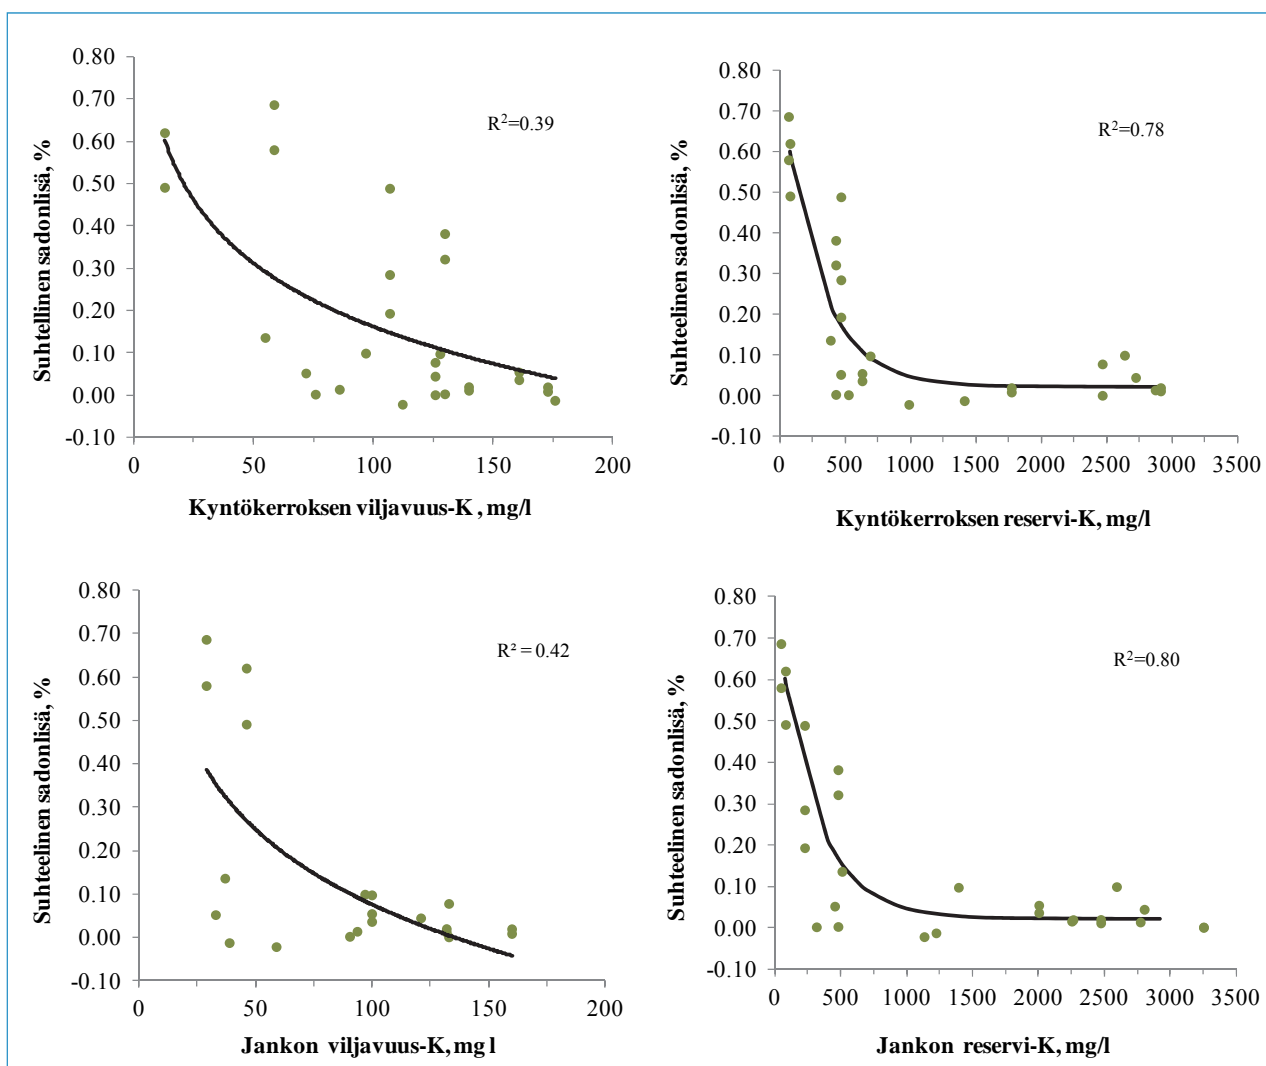 0.80
0.70
0.60
0.50
0.40
0.30
0.20
0.10
0.00
-0.10
Suhtellinen sadonlisä, %
R²=0.39
0 50 100 150 200
Kyntökerroksen viljavuus-K , mg/l
0.80
0.70
0.60
0.50
0.40
0.30
0.20
0.10
0.00
-0.10
Suhteelinen sadonlisä, %
R²=0.78
0 500 1000 1500 2000 2500 3000 3500
Kyntökerroksen reservi-K, mg/l
0.80
0.70
0.60
0.50
0.40
0.30
0.20
0.10
0.00
-0.10
Suhteelinen sadonlisä, %
R² = 0.42
0 50 100 150 200
Jankon viljavuus-K, mg l
0.80
0.70
0.60
0.50
0.40
0.30
0.20
0.10
0.00
-0.10
Suhteelinen sadonlisä, %
R²=0.80
0 500 1000 1500 2000 2500 3000 3500
Jankon reservi-K, mg/l